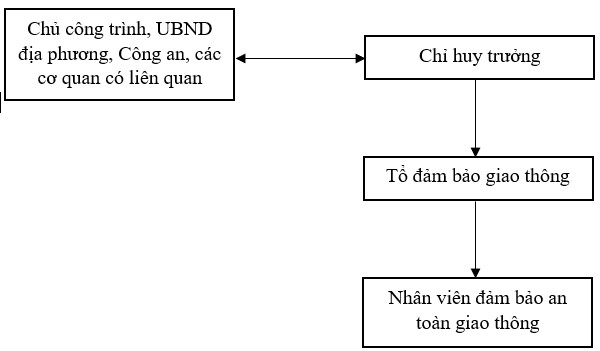 Chủ công trình, UBND
địa phương, Công an, các
cơ quan có liên quan
Chỉ huy trưởng
Tổ đảm bảo giao thông
Nhân viên đảm bảo an
toàn giao thông